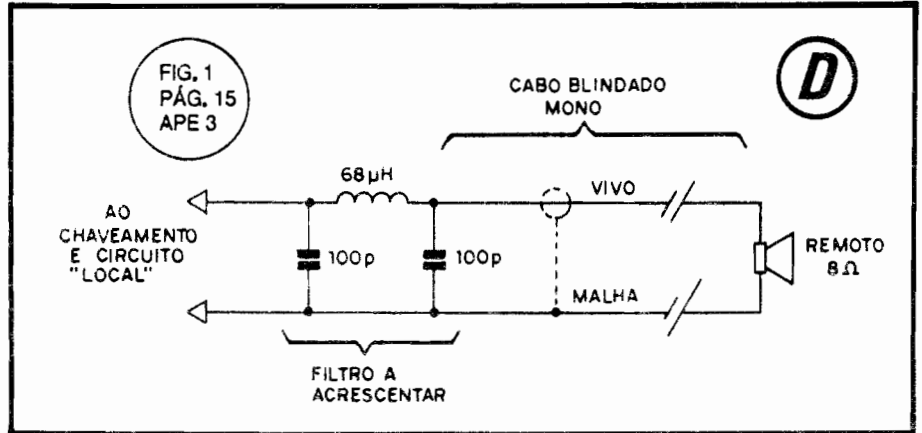 FIG. 1
PÁG. 15
APE 3
D
CABO BLINDADO
MONO
68µH
VIVO
AO
CHAVEAMENTO
E CIRCUITO
"LOCAL"
100p
100p
REMOTO
8Ω
MALHA
FILTRO A
ACRESCENTAR